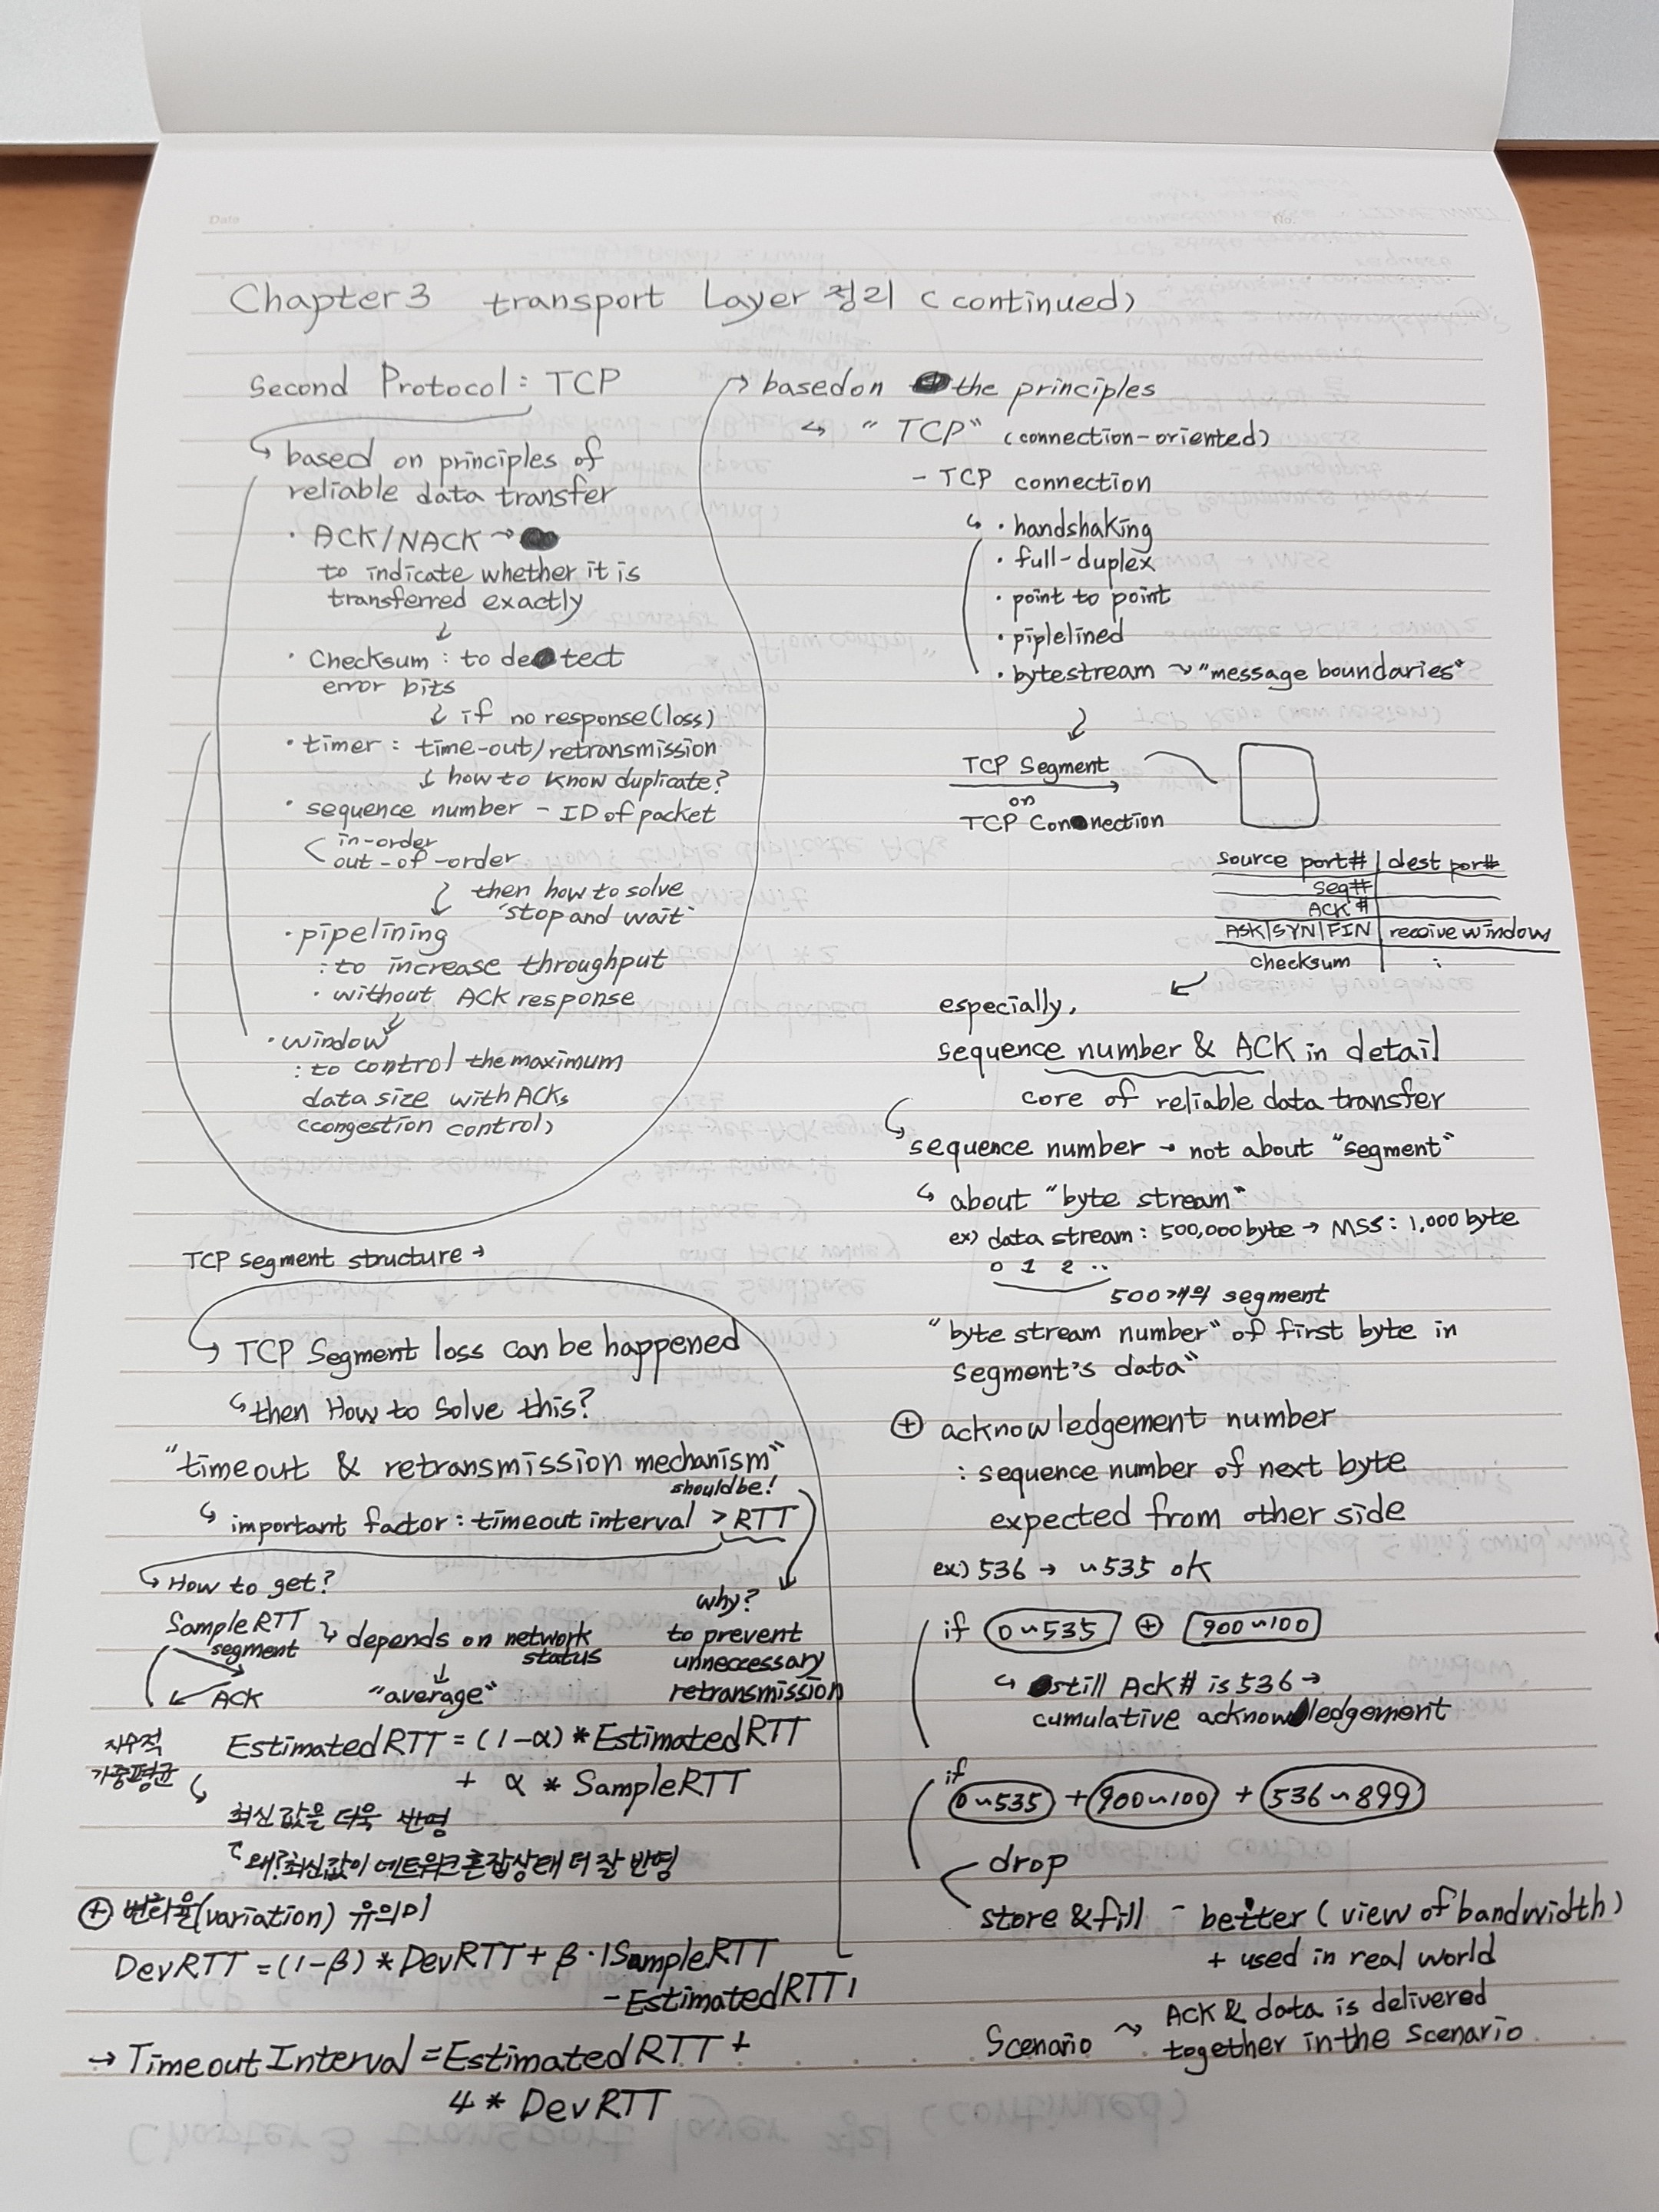 Date
No.
Chapter 3 transport Layer 정리 (continued)
Second Protocol : TCP
based on principles of
reliable data transfer
· ACK/NACK →
to indicate whether it is
transferred exactly
↓
· Checksum : to detect
error bits
↓ if no response(loss)
· timer : time-out/retransmission
↓ how to know duplicate?
· sequence number - ID of packet
in-order
out-of-order
↓ then how to solve
'stop and wait'
· pipelining
: to increase throughput
· without ACK response
· window
: to control the maximum
data size with ACKs
(congestion control)
TCP segment structure →
based on the principles
↪ "TCP" (connection-oriented)
- TCP connection
↪ · handshaking
· full-duplex
· point to point
· piplelined
· bytestream ~ "message boundaries"
TCP Segment
on
TCP Connection
source port# | dest por#
seq#
ACK #
ASK|SYN|FIN | receive window
checksum :
especially,
sequence number & ACK in detail
core of reliable data transfer
sequence number → not about "segment"
↪ about "byte stream"
ex) data stream : 500,000 byte → MSS : 1,000 byte
0 1 2 ..
500개의 segment
"byte stream number" of first byte in
segment's data"
⊕ acknowledgement number
: sequence number of next byte
expected from other side
ex) 536 → ~535 ok
if 0~535 ⊕ 900~100
↪ still Ack# is 536 →
cumulative acknowledgement
if
0~535 + 900~100 + 536~899
drop
store & fill - better (view of bandwidth)
+ used in real world
Scenario ~ ACK & data is delivered
together in the scenario.
TCP Segment loss can be happened
↪ then How to solve this?
"timeout & retransmission mechanism"
should be!
↪ important factor : timeout interval > RTT
↪ How to get?
why?
to prevent
unneccessary
retransmission
SampleRTT
segment
ACK
↪ depends on network
status
↓
"average"
EstimatedRTT = (1-α) * EstimatedRTT
+ α * SampleRTT
지수적
가중평균
최신 값을 더욱 반영
왜? 최신값이 네트워크 혼잡상태 더 잘 반영
⊕ 변화율(variation) 유의미
DevRTT = (1-β) * DevRTT + β · |SampleRTT
- EstimatedRTT|
→ TimeoutInterval = EstimatedRTT +
4 * DevRTT